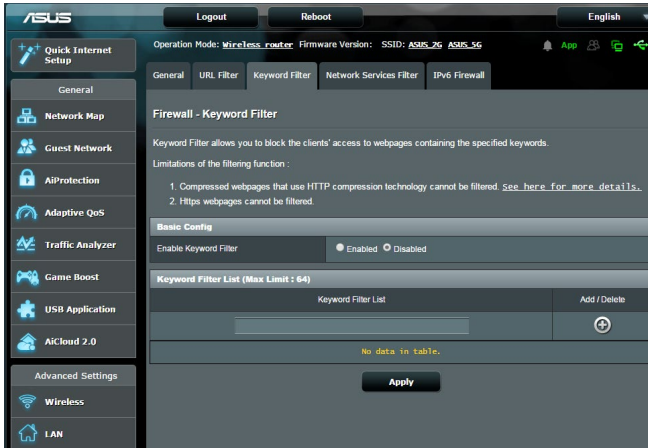 ASUS
Logout
Reboot
English
Quick Internet
Setup
Operation Mode: Wireless router Firmware Version: SSID: ASUS_2G ASUS_5G
App
General
URL Filter
Keyword Filter
Network Services Filter
IPv6 Firewall
General
Network Map
Guest Network
AiProtection
Adaptive QoS
Traffic Analyzer
Game Boost
USB Application
AiCloud 2.0
Advanced Settings
Wireless
LAN
Firewall - Keyword Filter
Keyword Filter allows you to block the clients' access to webpages containing the specified keywords.
Limitations of the filtering function :
1. Compressed webpages that use HTTP compression technology cannot be filtered. See here for more details.
2. Https webpages cannot be filtered.
Basic Config
Enable Keyword Filter
Enabled Disabled
Keyword Filter List (Max Limit : 64)
Keyword Filter List
Add / Delete
No data in table.
Apply